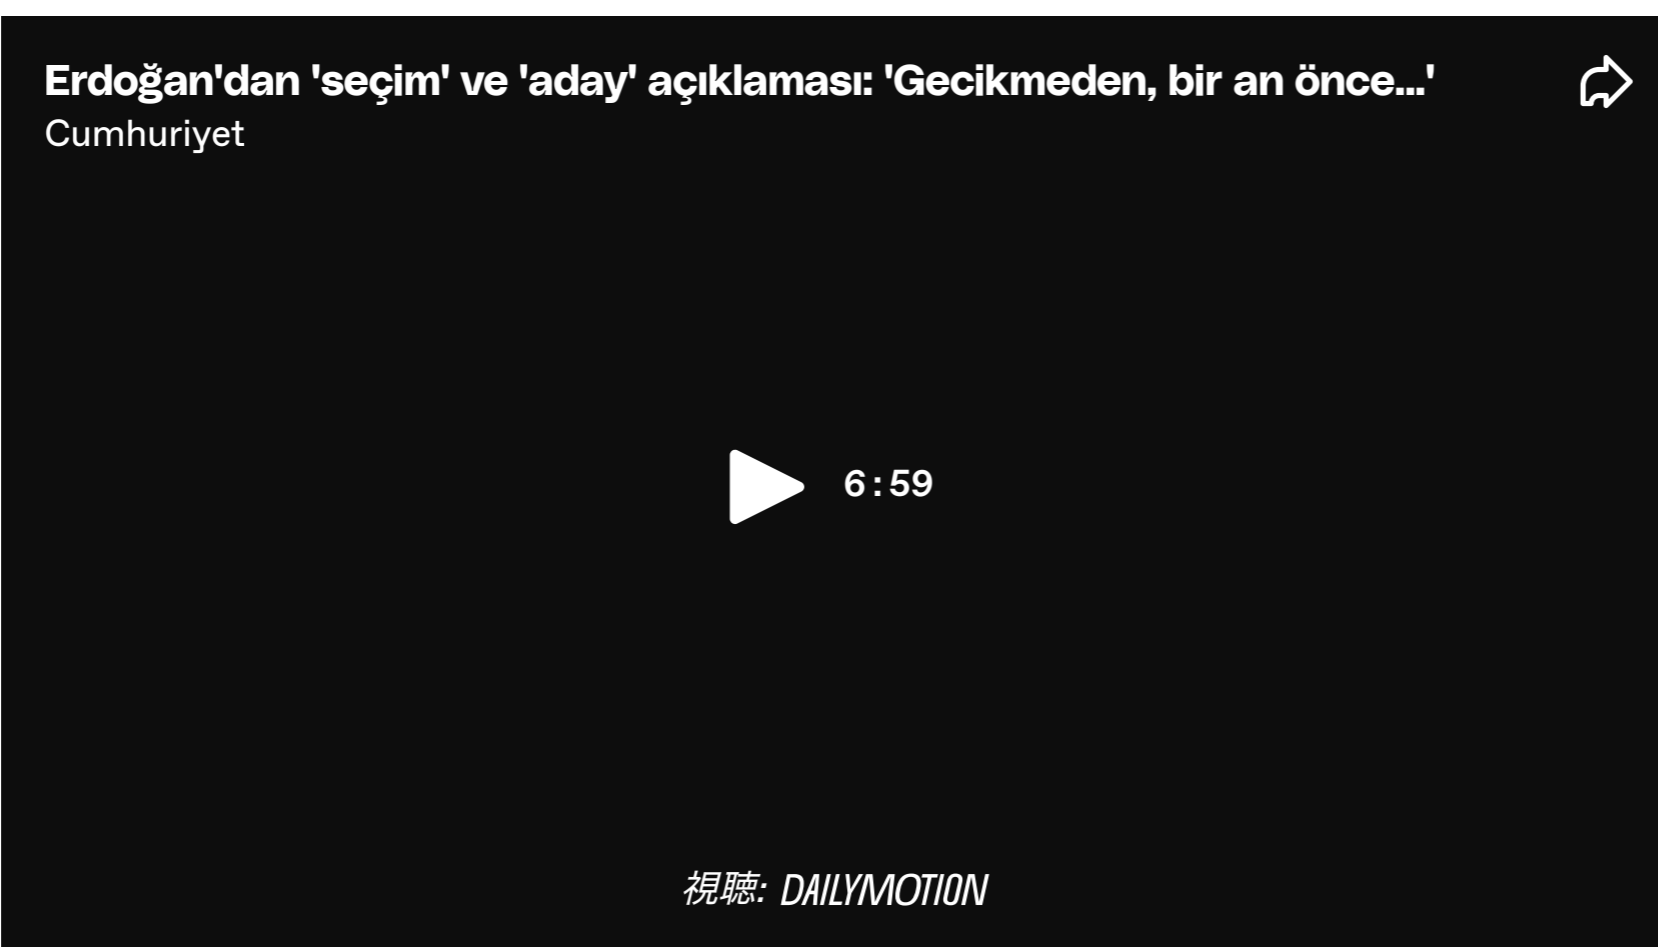 Erdoğan'dan 'seçim' ve 'aday' açıklaması: 'Gecikmeden, bir an önce...'
Cumhuriyet
6:59
視聴: DAILYMOTION